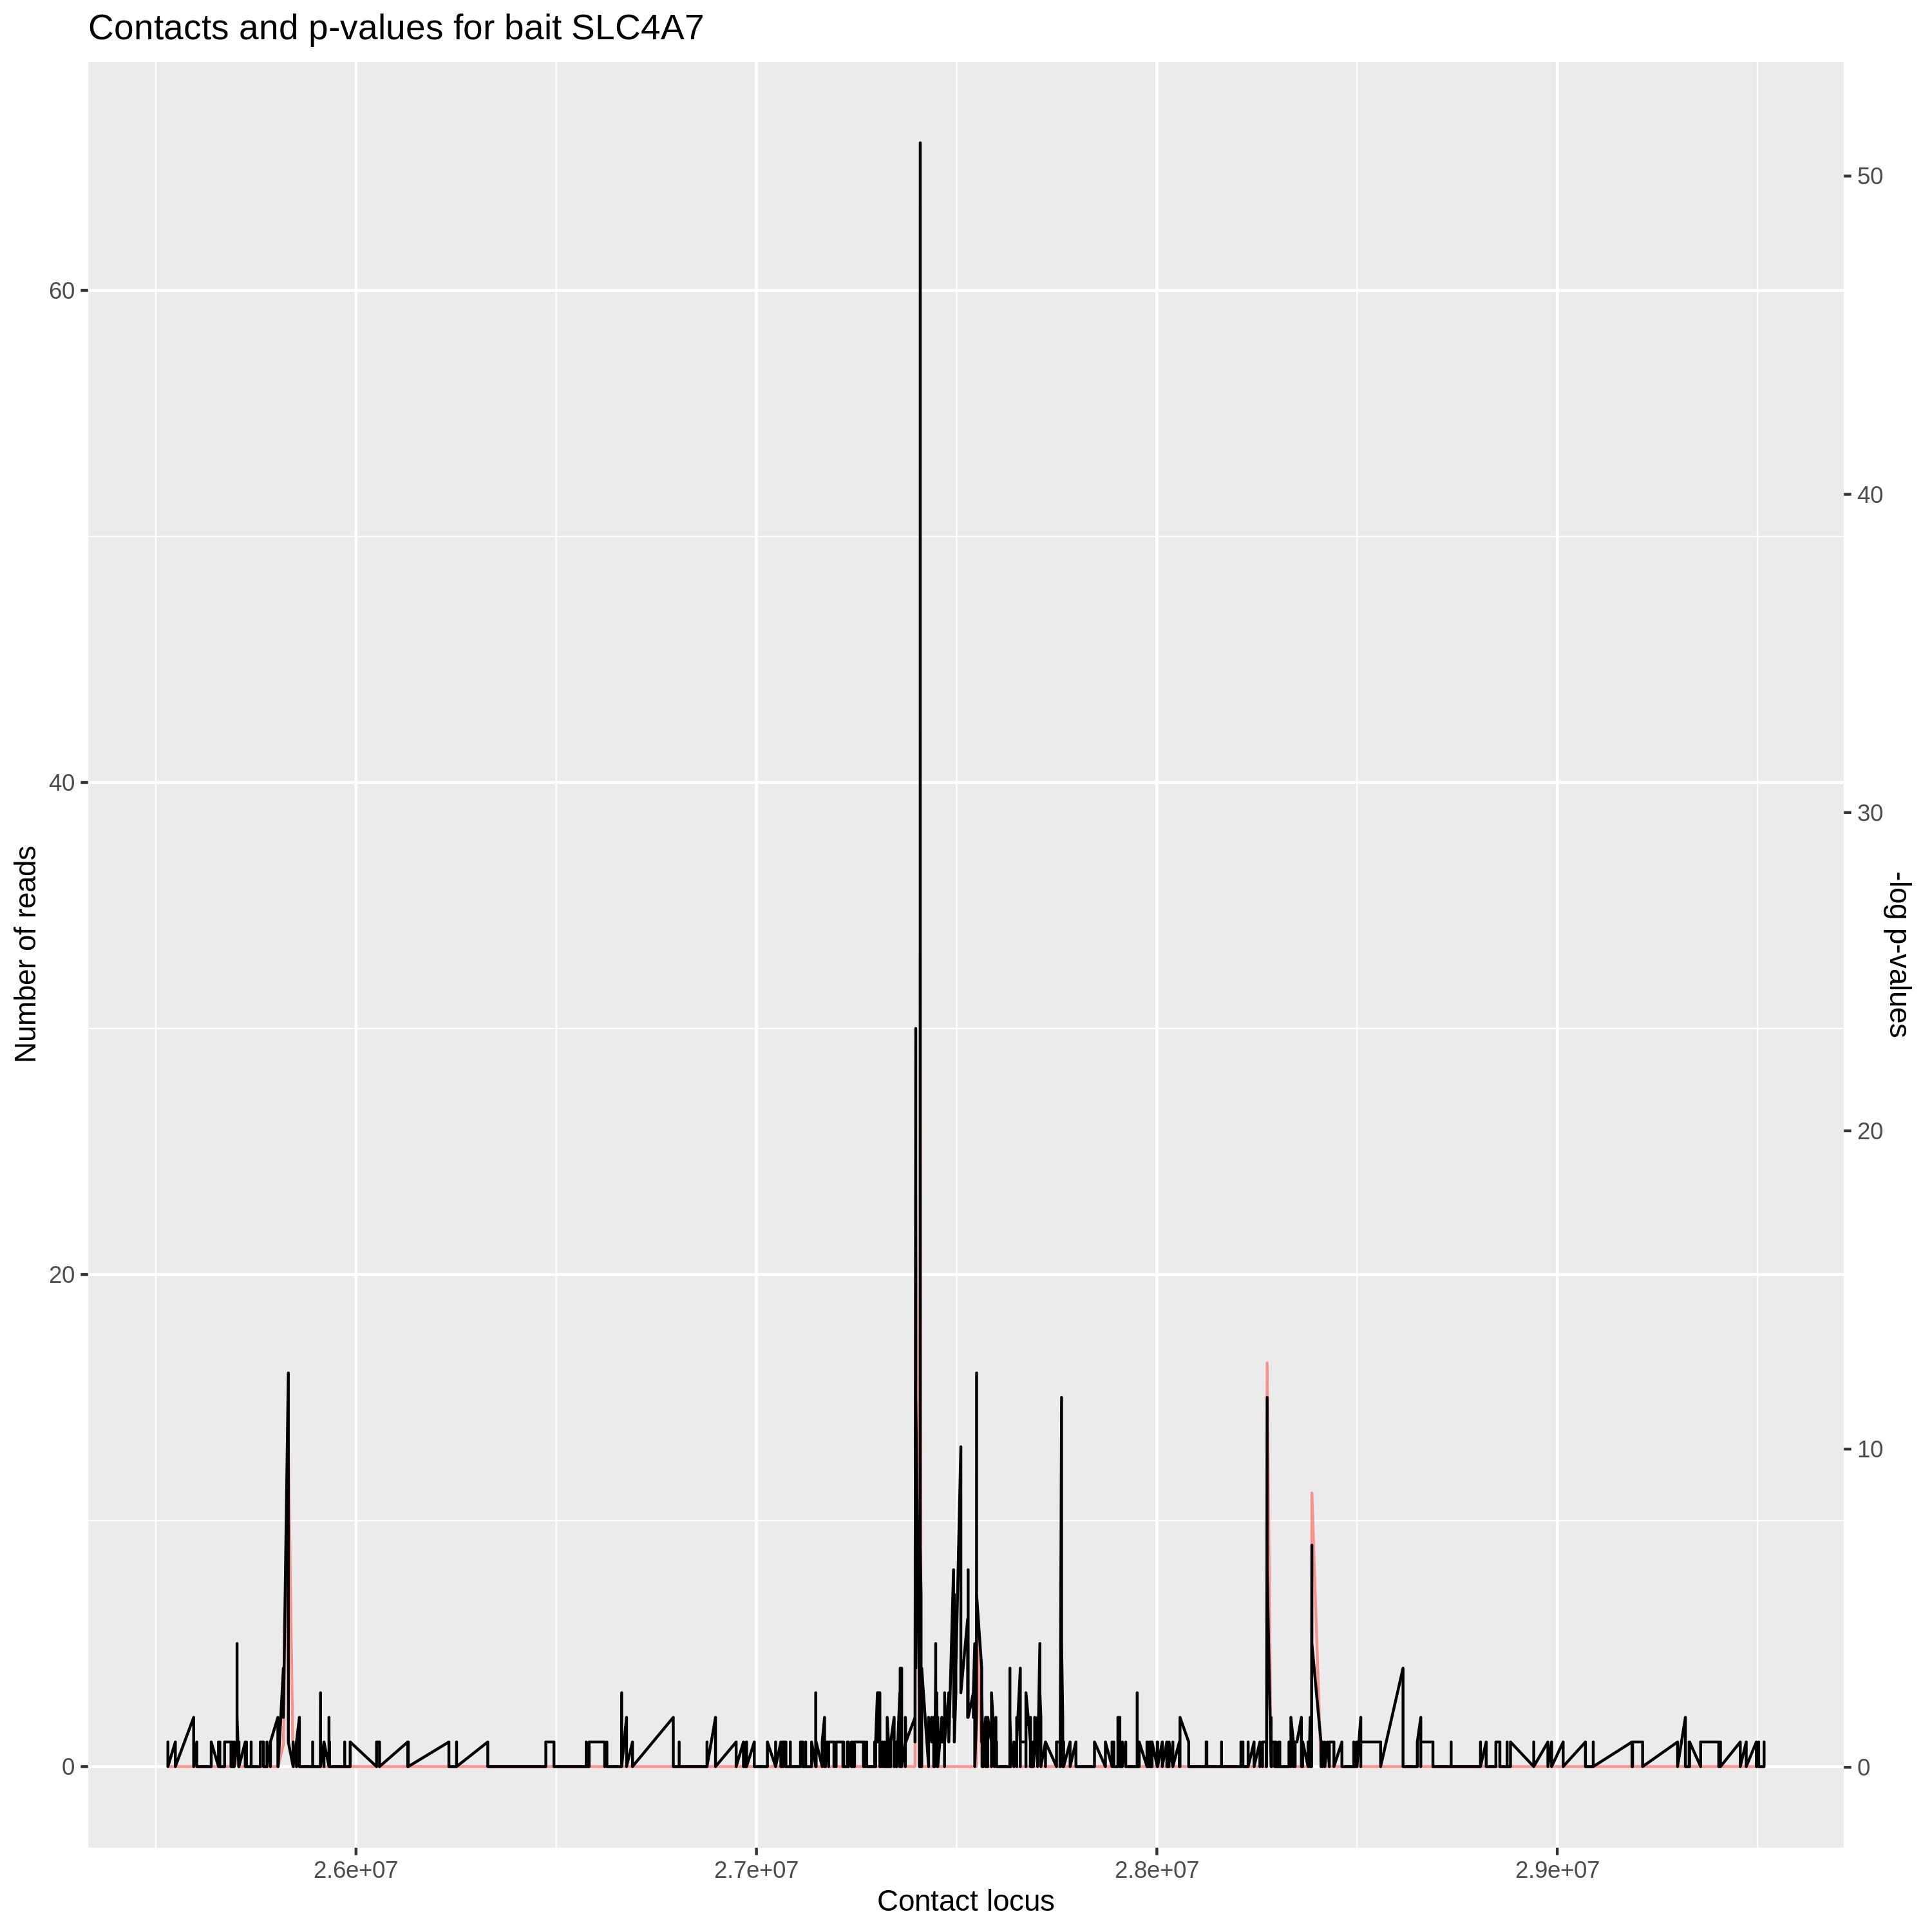 Contacts and p-values for bait SLC4A7
60
40
20
0
Number of reads
50
40
30
20
10
0
-log p-values
2.6e+07 2.7e+07 2.8e+07 2.9e+07
Contact locus